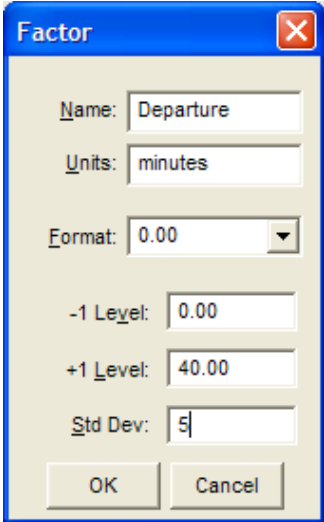 Factor
Name: Departure
Units: minutes
Format: 0.00
-1 Level: 0.00
+1 Level: 40.00
Std Dev: 5
OK Cancel